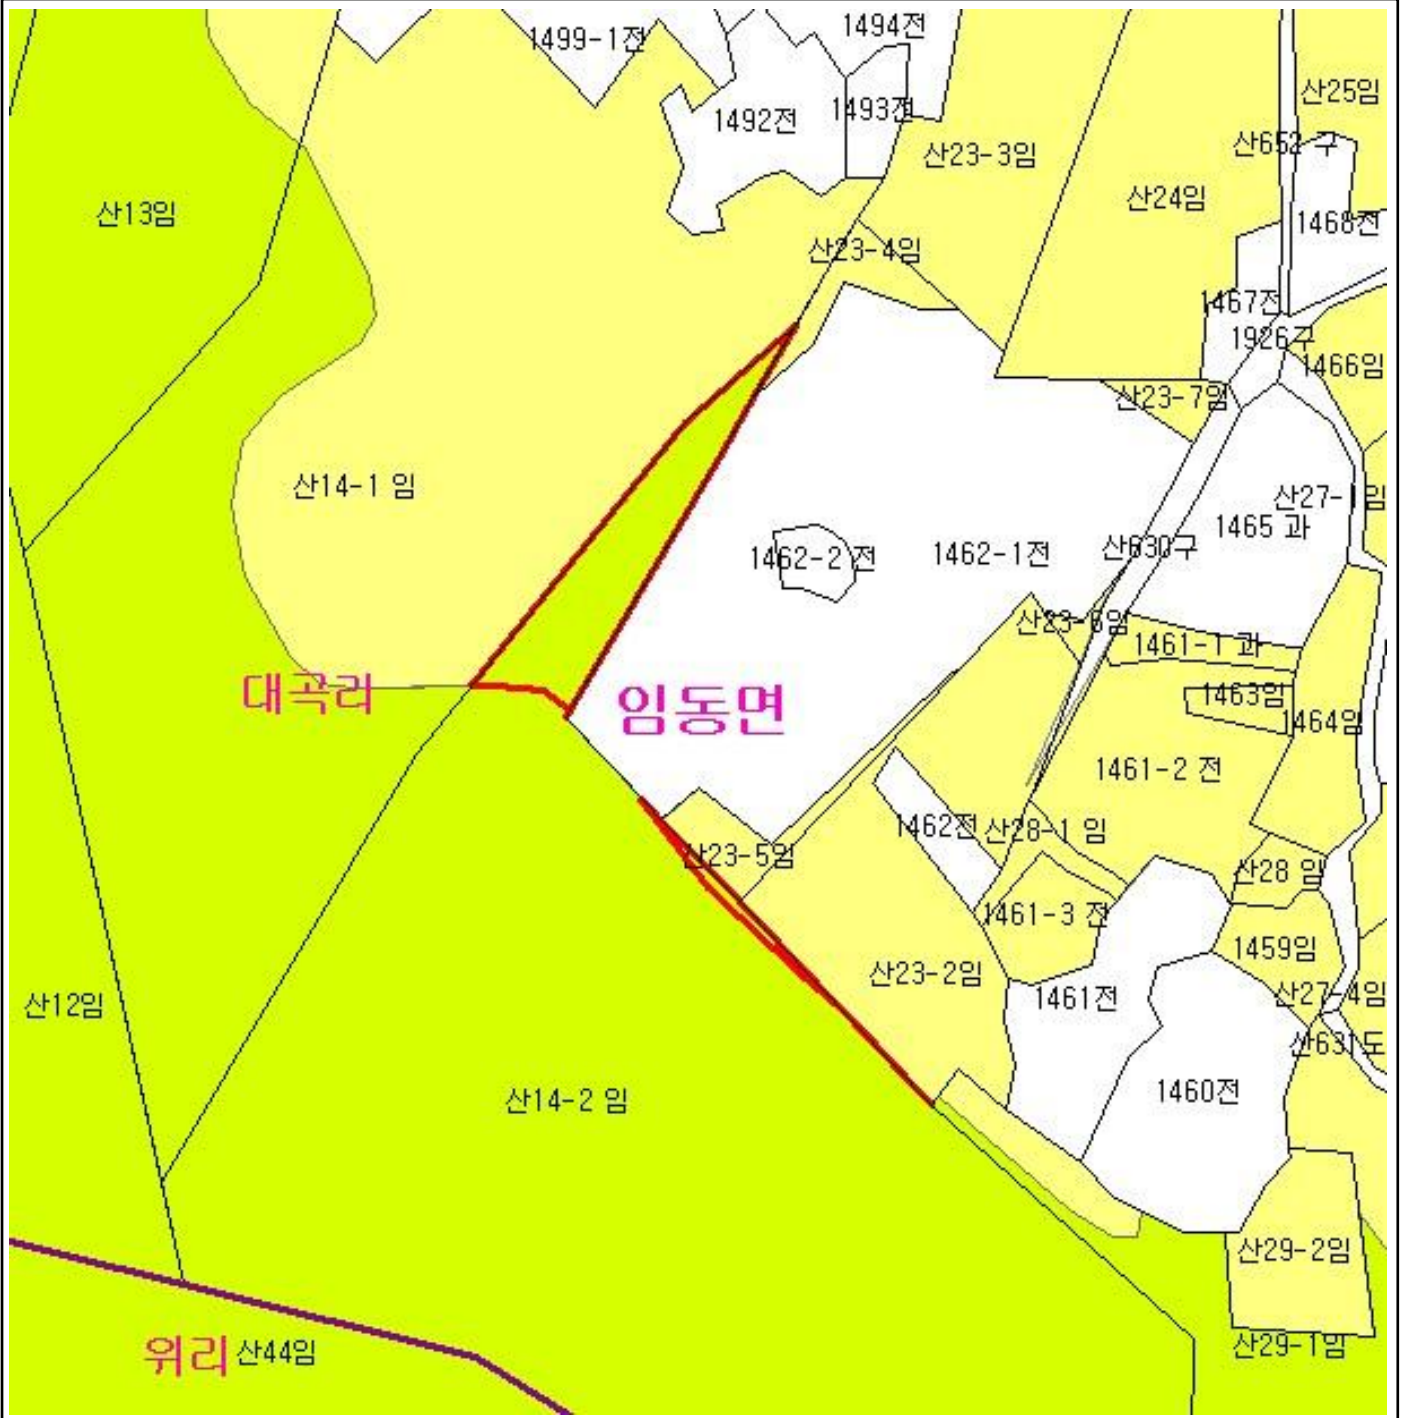 1494전
1499-1전
산25임
1493전
1492전
산652 구
산23-3임
산24임
산13임
1468전
산23-4임
1467전
1926구
1466임
산23-7임
산14-1 임
산27-1임
1465 과
1462-2 전
1462-1전
산630구
산23-6임
1461-1 과
대곡리
1463임
임동면
1464임
1461-2 전
1462전
산28-1 임
산23-5임
산28 임
1461-3 전
1459임
산23-2임
산27-4임
1461전
산12임
산631도
1460전
산14-2 임
산29-2임
산29-1임
위리
산44임